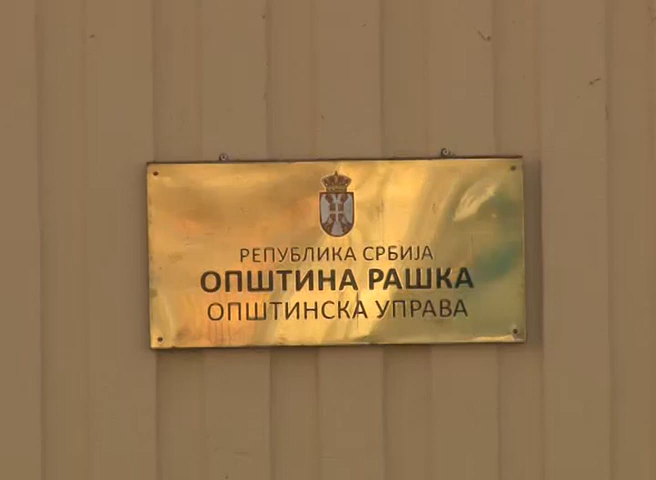 РЕПУБЛИКА СРБИЈА
ОПШТИНА РАШКА
ОПШТИНСКА УПРАВА